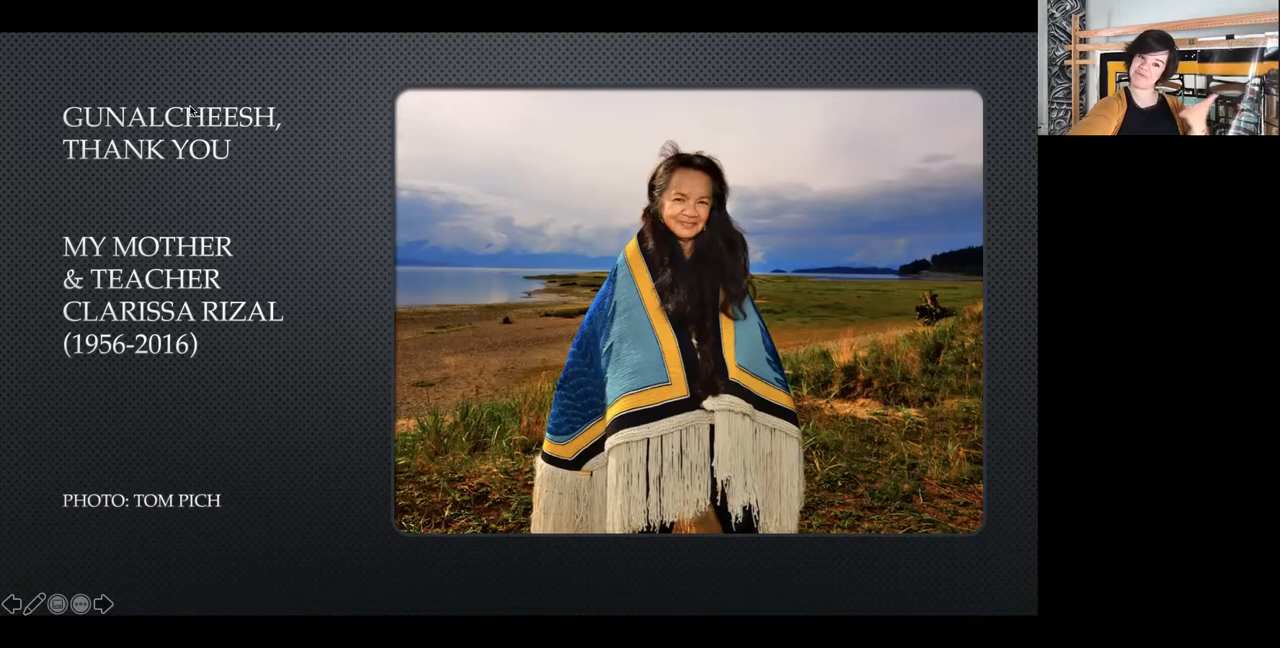 GUNALCHEESH,
THANK YOU
MY MOTHER
& TEACHER
CLARISSA RIZAL
(1956-2016)
PHOTO: TOM PICH